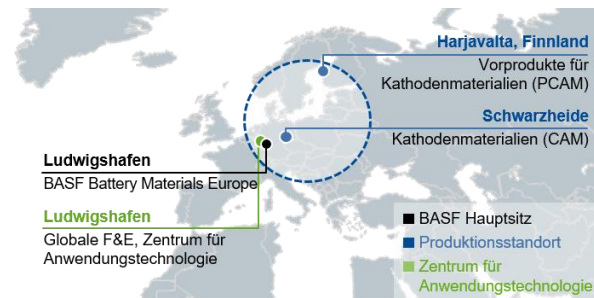 Harjavalta, Finnland
Vorprodukte für
Kathodenmaterialien (PCAM)
Schwarzheide
Kathodenmaterialien (CAM)
Ludwigshafen
BASF Battery Materials Europe
Ludwigshafen
Globale F&E, Zentrum für
Anwendungstechnologie
BASF Hauptsitz
Produktionsstandort
Zentrum für
Anwendungstechnologie